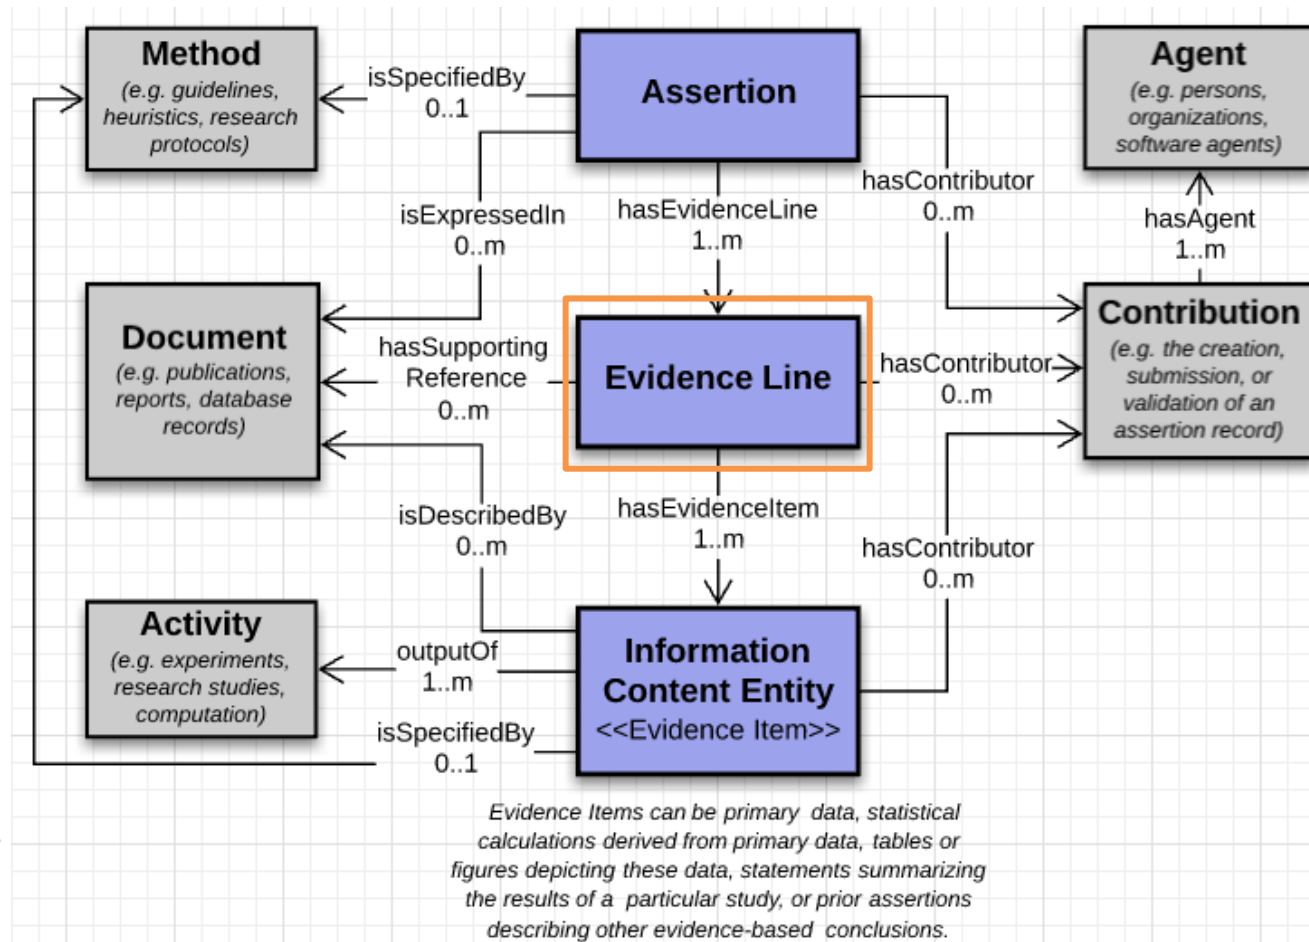 Method
(e.g. guidelines,
heuristics, research
protocols)
isSpecifiedBy
0..1
Assertion
Agent
(e.g. persons,
organizations,
software agents)
isExpressedIn
0..m
hasEvidenceLine
1..m
hasContributor
0..m
hasAgent
1..m
Document
(e.g. publications,
reports, database
records)
hasSupporting
Reference
0..m
Evidence Line
hasContributor
0..m
Contribution
(e.g. the creation,
submission, or
validation of an
assertion record)
isDescribedBy
0..m
hasEvidenceItem
1..m
hasContributor
0..m
Activity
(e.g. experiments,
research studies,
computation)
outputOf
1..m
isSpecifiedBy
0..1
Information
Content Entity
<<Evidence Item>>
Evidence Items can be primary data, statistical
calculations derived from primary data, tables or
figures depicting these data, statements summarizing
the results of a particular study, or prior assertions
describing other evidence-based conclusions.